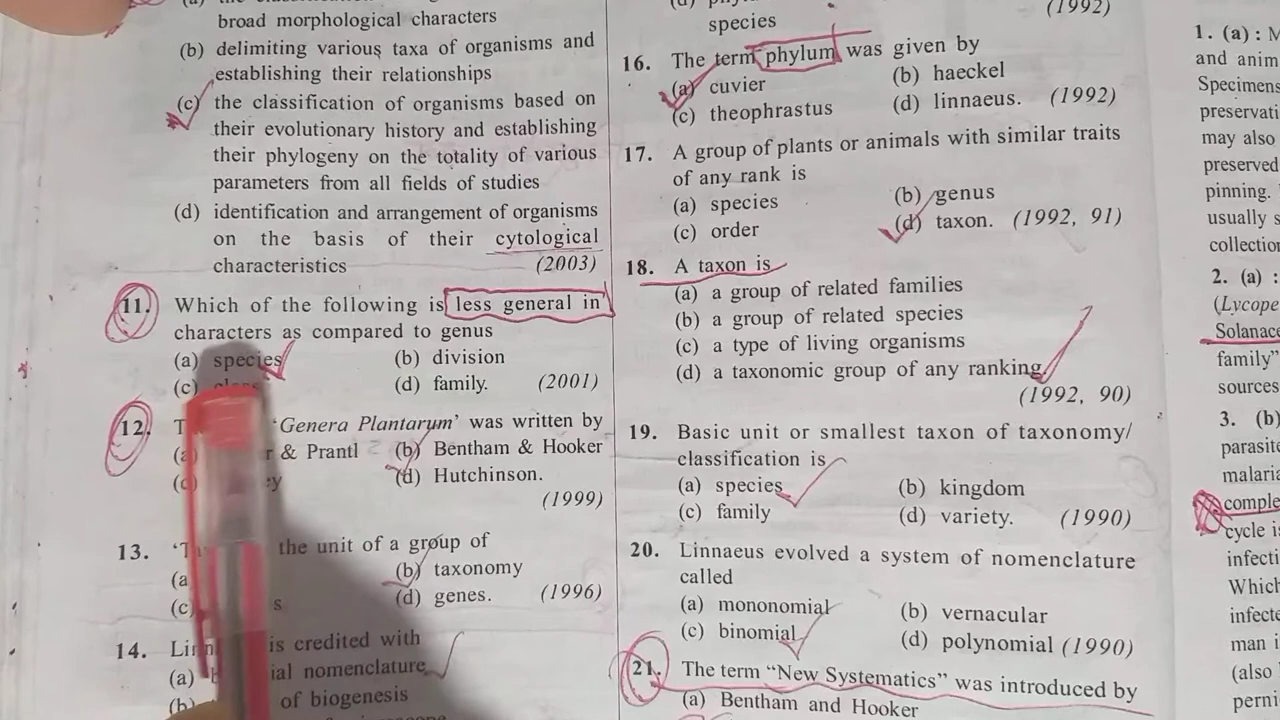 broad morphological characters
(b) delimiting various taxa of organisms and
establishing their relationships
(c) the classification of organisms based on
their evolutionary history and establishing
their phylogeny on the totality of various
parameters from all fields of studies
(d) identification and arrangement of organisms
on the basis of their cytological
characteristics (2003)
11. Which of the following is less general in
characters as compared to genus
(a) species (b) division
(c) (d) family. (2001)
12. 'Genera Plantarum' was written by
& Prantl (b) Bentham & Hooker
(d) Hutchinson.
(1999)
13. the unit of a group of
(b) taxonomy
(d) genes. (1996)
14. is credited with
(a) nomenclature
(b) of biogenesis
species (1992)
16. The term phylum was given by
(a) cuvier (b) haeckel
(c) theophrastus (d) linnaeus. (1992)
17. A group of plants or animals with similar traits
of any rank is
(a) species (b) genus
(c) order (d) taxon. (1992, 91)
18. A taxon is
(a) a group of related families
(b) a group of related species
(c) a type of living organisms
(d) a taxonomic group of any ranking
(1992, 90)
19. Basic unit or smallest taxon of taxonomy/
classification is
(a) species (b) kingdom
(c) family (d) variety. (1990)
20. Linnaeus evolved a system of nomenclature
called
(a) mononomial (b) vernacular
(c) binomial (d) polynomial (1990)
21. The term "New Systematics" was introduced by
(a) Bentham and Hooker
1. (a) :
and anim
Specimens
preservati
may also
preserved
pinning.
usually s
collection
2. (a) :
(Lycope
Solanace
family"
sources
3. (b)
parasite
malaria
comple
cycle is
infecti
Which
infecte
man i
(also
perni